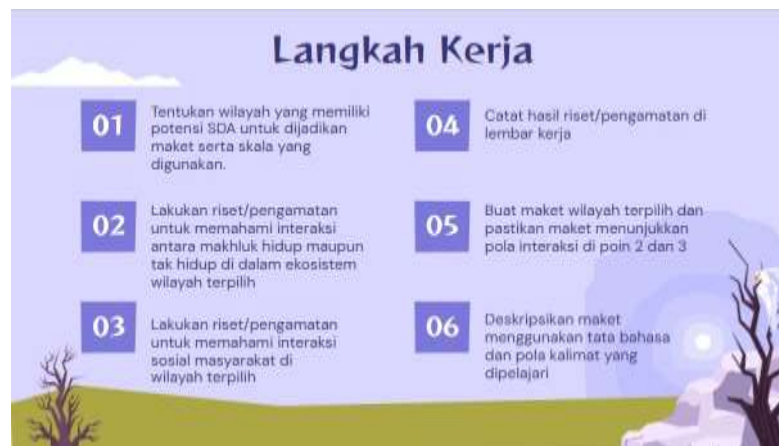 Langkah Kerja
01
Tentukan wilayah yang memiliki
potensi SDA untuk dijadikan
maket serta skala yang
digunakan.
02
Lakukan riset/pengamatan
untuk memahami interaksi
antara makhluk hidup maupun
tak hidup di dalam ekosistem
wilayah terpilih
03
Lakukan riset/pengamatan
untuk memahami interaksi
sosial masyarakat di
wilayah terpilih
04
Catat hasil riset/pengamatan di
lembar kerja
05
Buat maket wilayah terpilih dan
pastikan maket menunjukkan
pola interaksi di poin 2 dan 3
06
Deskripsikan maket
menggunakan tata bahasa
dan pola kalimat yang
dipelajari